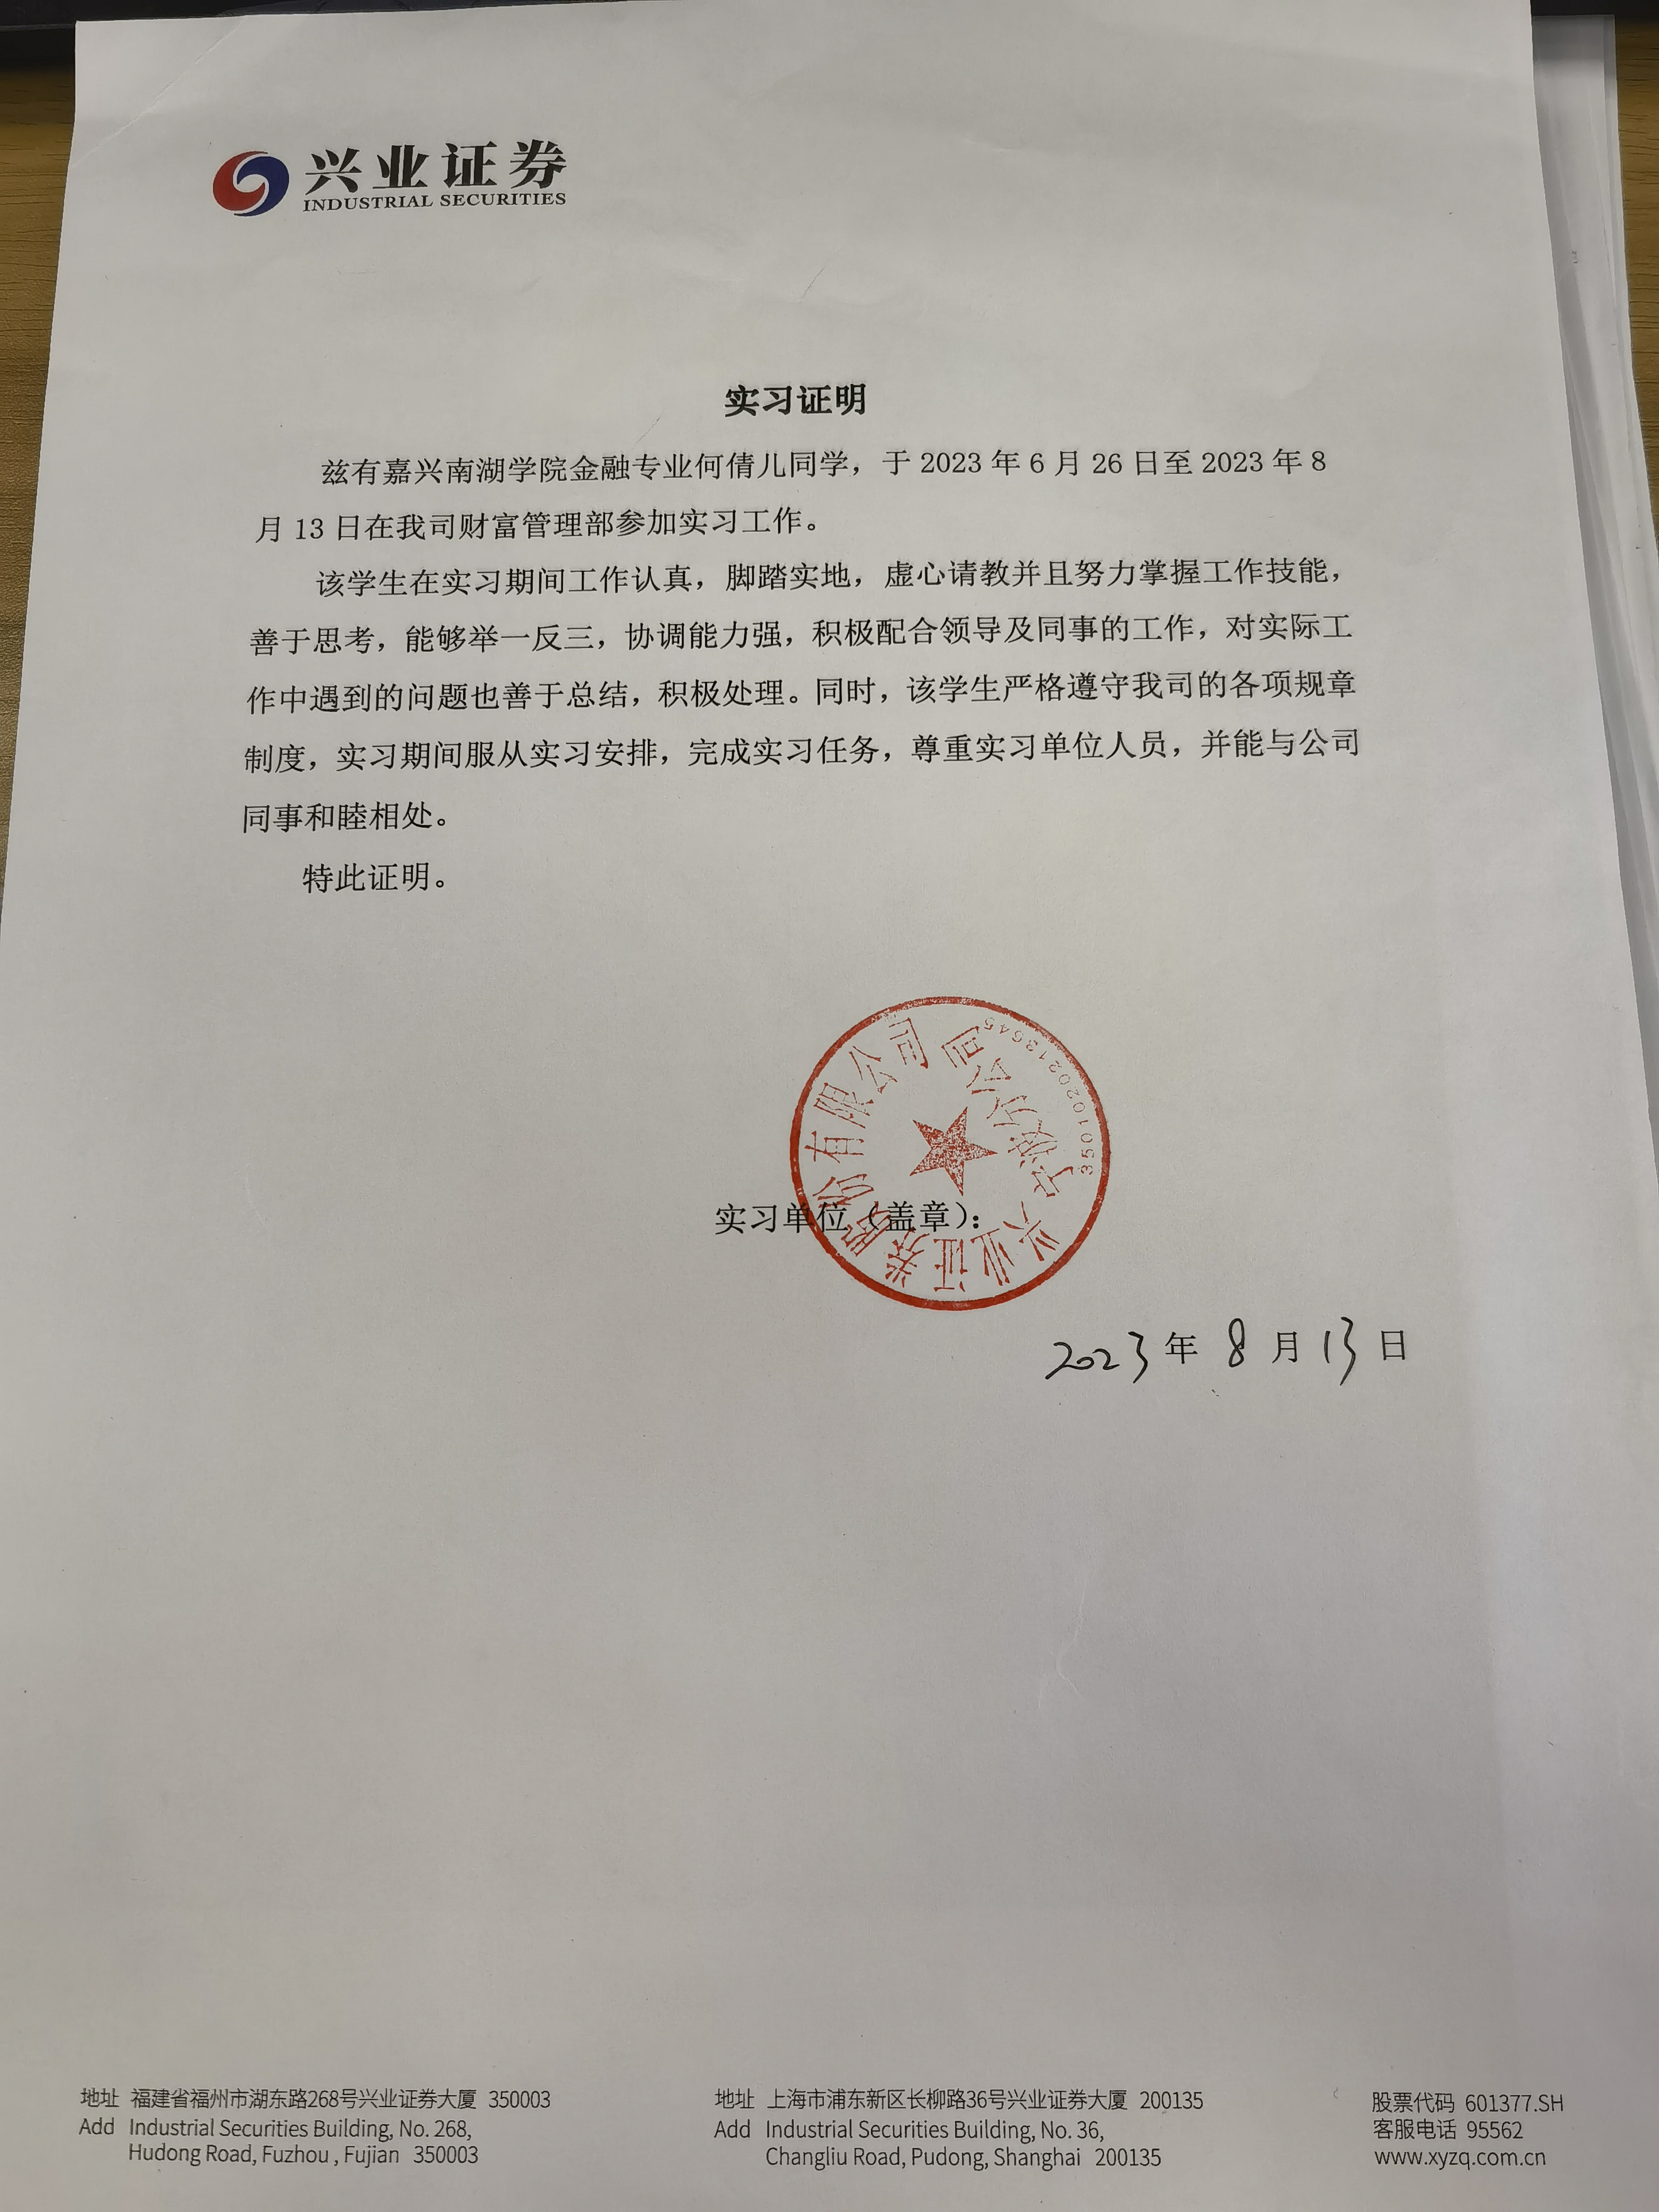 兴业证券
INDUSTRIAL SECURITIES
实习证明
兹有嘉兴南湖学院金融专业何倩儿同学，于 2023 年 6 月 26 日至 2023 年 8
月 13 日在我司财富管理部参加实习工作。
该学生在实习期间工作认真，脚踏实地，虚心请教并且努力掌握工作技能，
善于思考，能够举一反三，协调能力强，积极配合领导及同事的工作，对实际工
作中遇到的问题也善于总结，积极处理。同时，该学生严格遵守我司的各项规章
制度，实习期间服从实习安排，完成实习任务，尊重实习单位人员，并能与公司
同事和睦相处。
特此证明。
兴业证券股份有限公司
宁波分公司
3501020213645
实习单位（盖章）：
2023 年 8 月 13 日
地址 福建省福州市湖东路268号兴业证券大厦 350003
Add Industrial Securities Building, No. 268,
Hudong Road, Fuzhou , Fujian 350003
地址 上海市浦东新区长柳路36号兴业证券大厦 200135
Add Industrial Securities Building, No. 36,
Changliu Road, Pudong, Shanghai 200135
股票代码 601377.SH
客服电话 95562
www.xyzq.com.cn